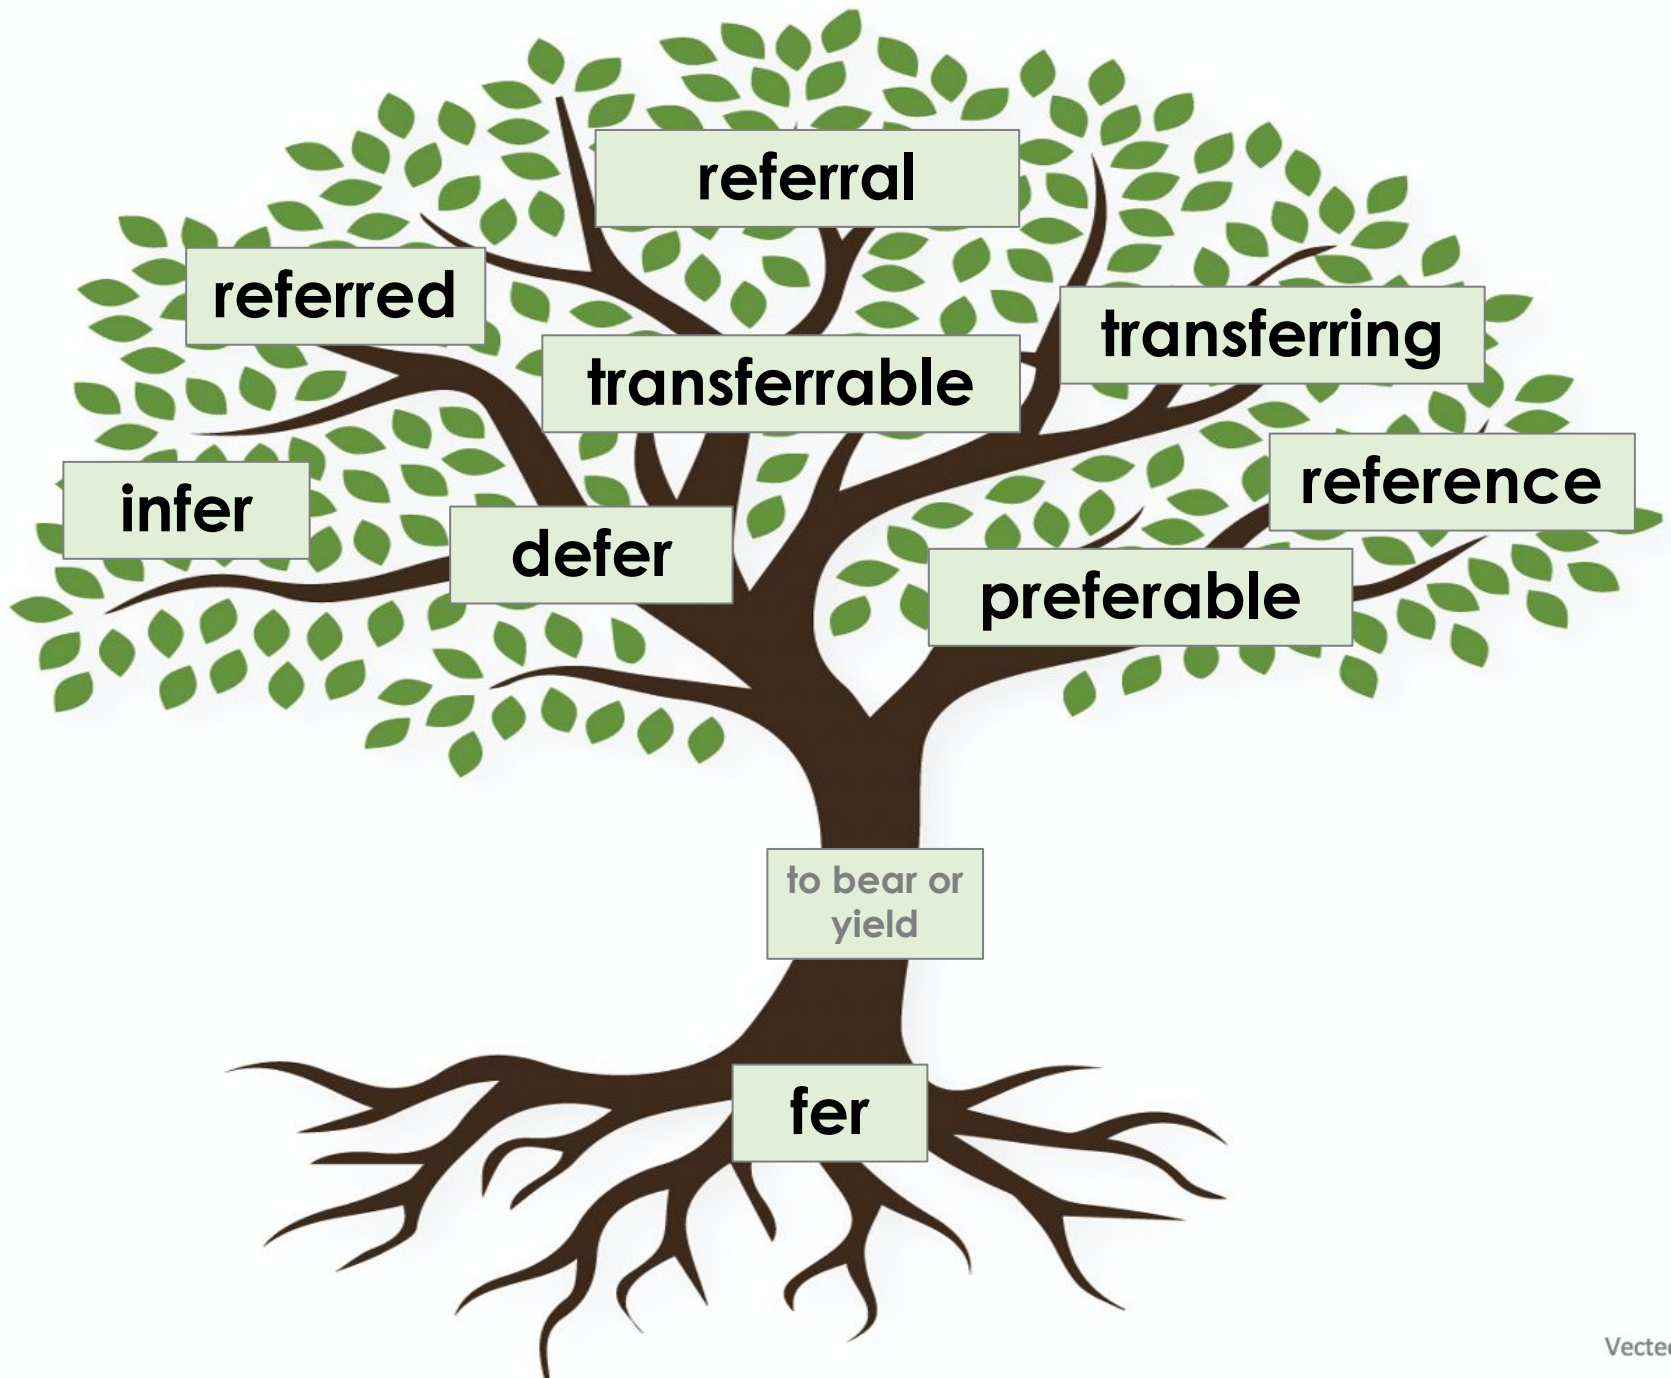 referral
referred
transferring
transferrable
reference
infer
defer
preferable
to bear or
yield
fer